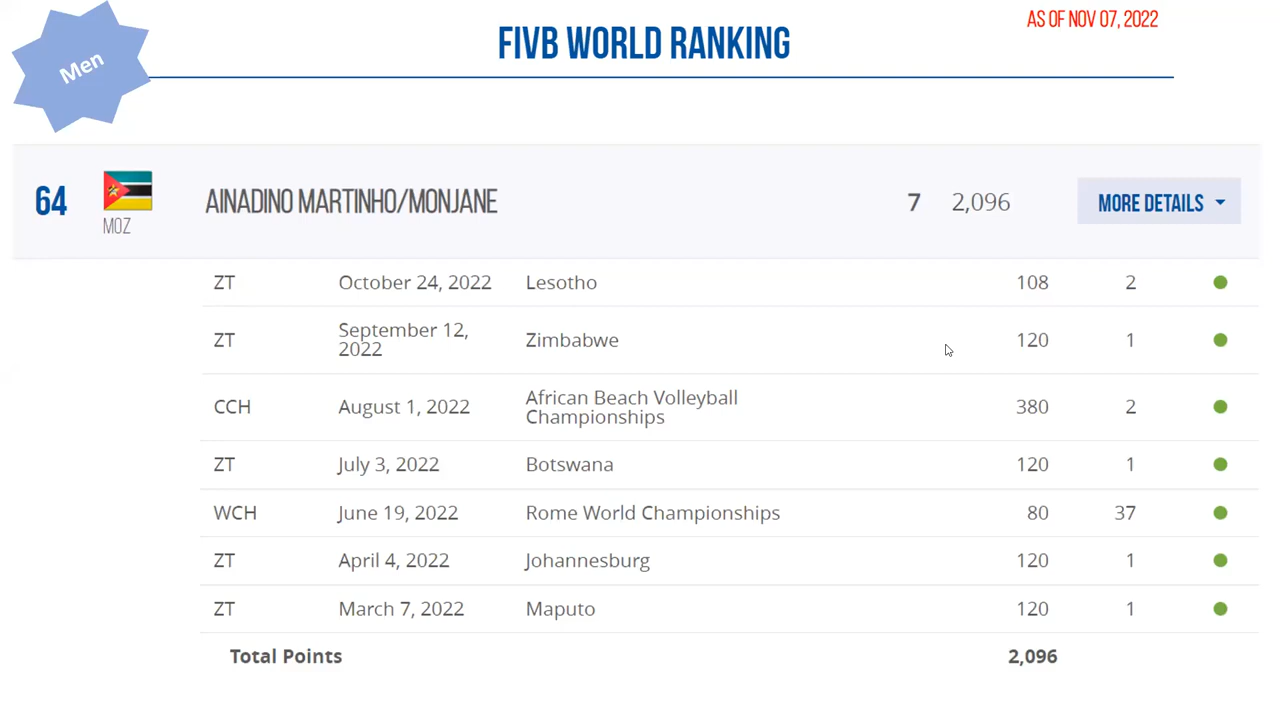 AS OF NOV 07, 2022
FIVB WORLD RANKING
Men
64 MOZ AINADINO MARTINHO/MONJANE 7 2,096 MORE DETAILS
ZT October 24, 2022 Lesotho 108 2
ZT September 12, 2022 Zimbabwe 120 1
CCH August 1, 2022 African Beach Volleyball Championships 380 2
ZT July 3, 2022 Botswana 120 1
WCH June 19, 2022 Rome World Championships 80 37
ZT April 4, 2022 Johannesburg 120 1
ZT March 7, 2022 Maputo 120 1
Total Points 2,096